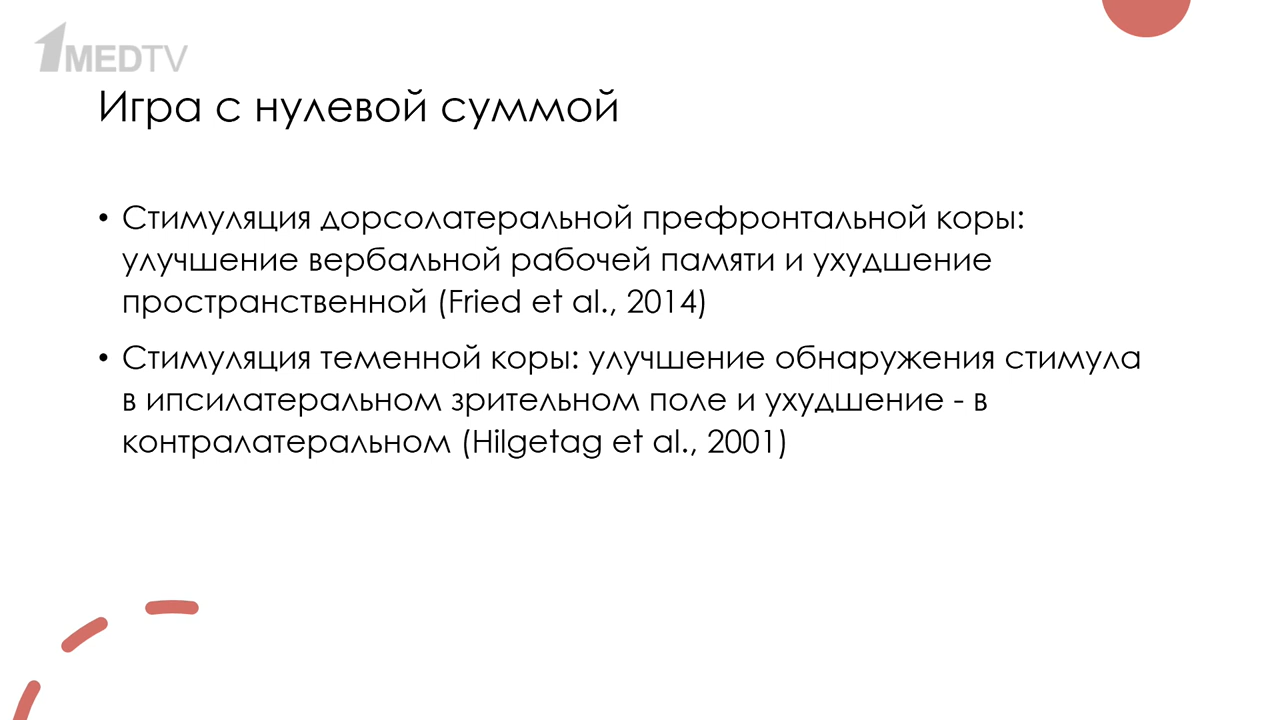 1MEDTV
Игра с нулевой суммой
• Стимуляция дорсолатеральной префронтальной коры:
улучшение вербальной рабочей памяти и ухудшение
пространственной (Fried et al., 2014)
• Стимуляция теменной коры: улучшение обнаружения стимула
в ипсилатеральном зрительном поле и ухудшение - в
контралатеральном (Hilgetag et al., 2001)